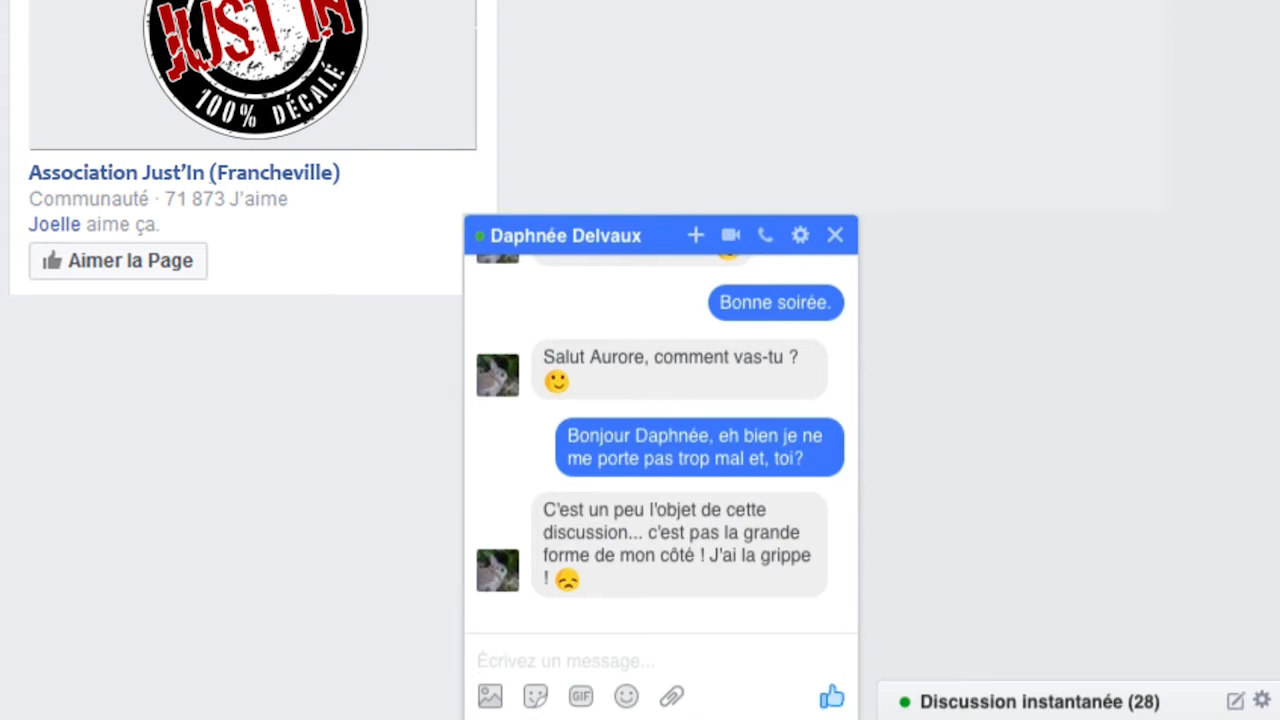 JUST IN
100% DÉCALÉ
Association Just'In (Francheville)
Communauté · 71 873 J'aime
Joelle aime ça.
Aimer la Page
Daphnée Delvaux
Bonne soirée.
Salut Aurore, comment vas-tu ?
🙂
Bonjour Daphnée, eh bien je ne
me porte pas trop mal et, toi?
C'est un peu l'objet de cette
discussion... c'est pas la grande
forme de mon côté ! J'ai la grippe
! 😞
Écrivez un message...
GIF
Discussion instantanée (28)